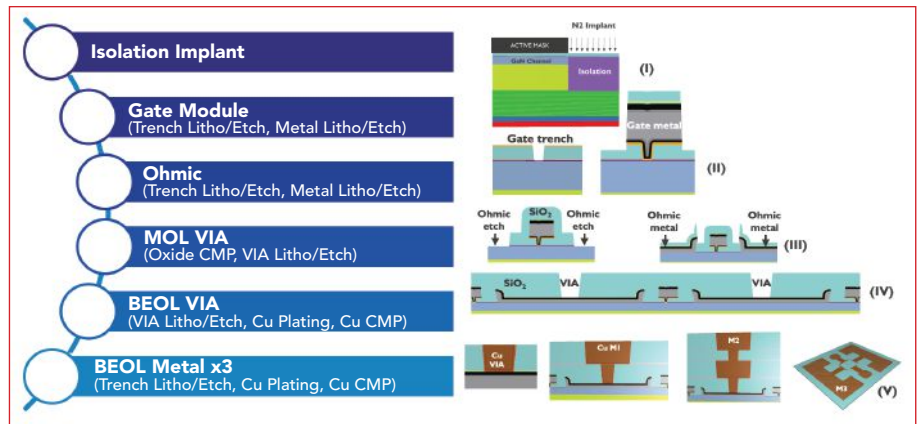 Isolation Implant
Gate Module
(Trench Litho/Etch, Metal Litho/Etch)
Ohmic
(Trench Litho/Etch, Metal Litho/Etch)
MOL VIA
(Oxide CMP, VIA Litho/Etch)
BEOL VIA
(VIA Litho/Etch, Cu Plating, Cu CMP)
BEOL Metal x3
(Trench Litho/Etch, Cu Plating, Cu CMP)
N2 Implant
ACTIVE MASK
GaN Channel
Isolation
(I)
Gate trench
Gate metal
(II)
Ohmic
etch
SiO2
Ohmic
etch
Ohmic
metal
Ohmic
metal
(III)
SiO2
VIA
VIA
(IV)
Cu
VIA
Cu M1
M2
M3
(V)